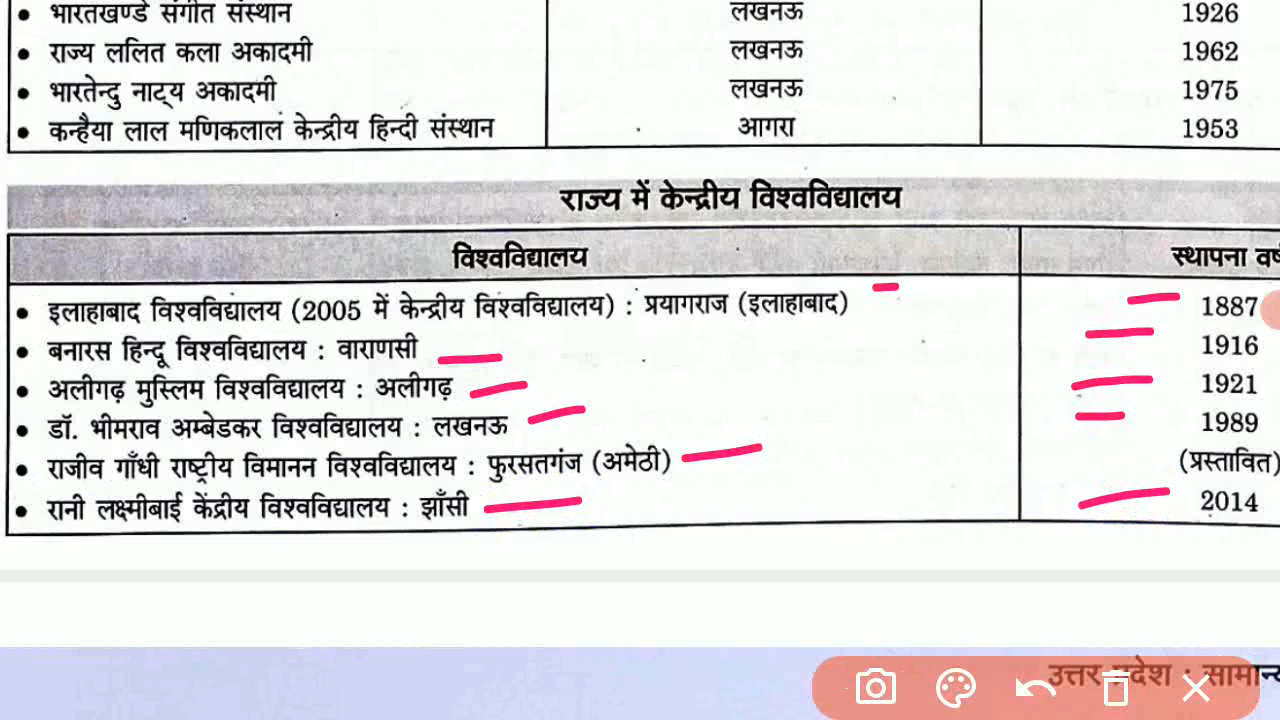 भारतखण्डे संगीत संस्थान लखनऊ 1926
• राज्य ललित कला अकादमी लखनऊ 1962
• भारतेन्दु नाट्य अकादमी लखनऊ 1975
• कन्हैया लाल मणिकलाल केन्द्रीय हिन्दी संस्थान आगरा 1953
राज्य में केन्द्रीय विश्वविद्यालय
विश्वविद्यालय स्थापना वर्ष
• इलाहाबाद विश्वविद्यालय (2005 में केन्द्रीय विश्वविद्यालय) : प्रयागराज (इलाहाबाद) 1887
• बनारस हिन्दू विश्वविद्यालय : वाराणसी 1916
• अलीगढ़ मुस्लिम विश्वविद्यालय : अलीगढ़ 1921
• डॉ. भीमराव अम्बेडकर विश्वविद्यालय : लखनऊ 1989
• राजीव गाँधी राष्ट्रीय विमानन विश्वविद्यालय : फुरसतगंज (अमेठी) (प्रस्तावित)
• रानी लक्ष्मीबाई केंद्रीय विश्वविद्यालय : झाँसी 2014
उत्तर प्रदेश :